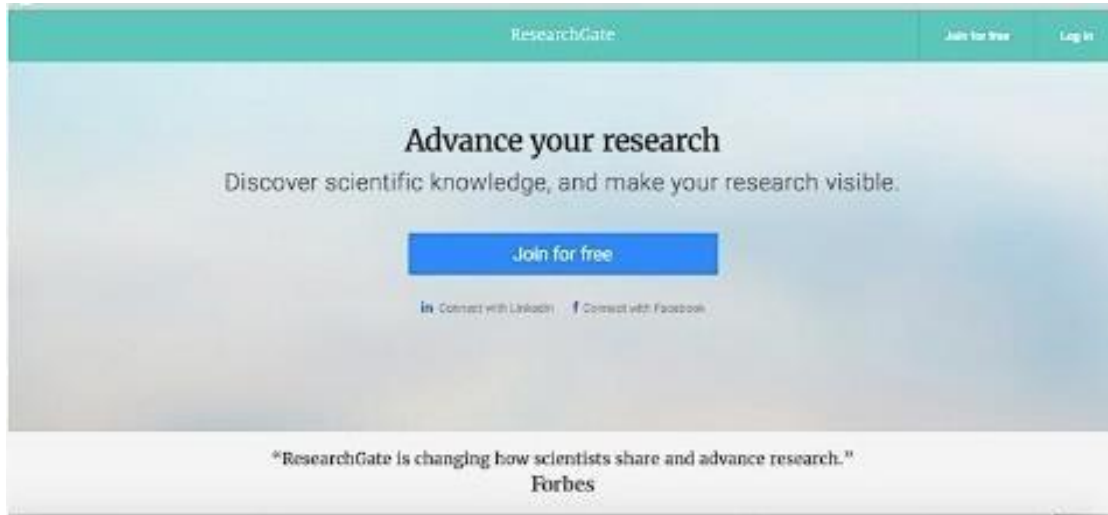 ResearchGate
Join for free
Log in
Advance your research
Discover scientific knowledge, and make your research visible.
Join for free
in Connect with LinkedIn f Connect with Facebook
“ResearchGate is changing how scientists share and advance research.”
Forbes